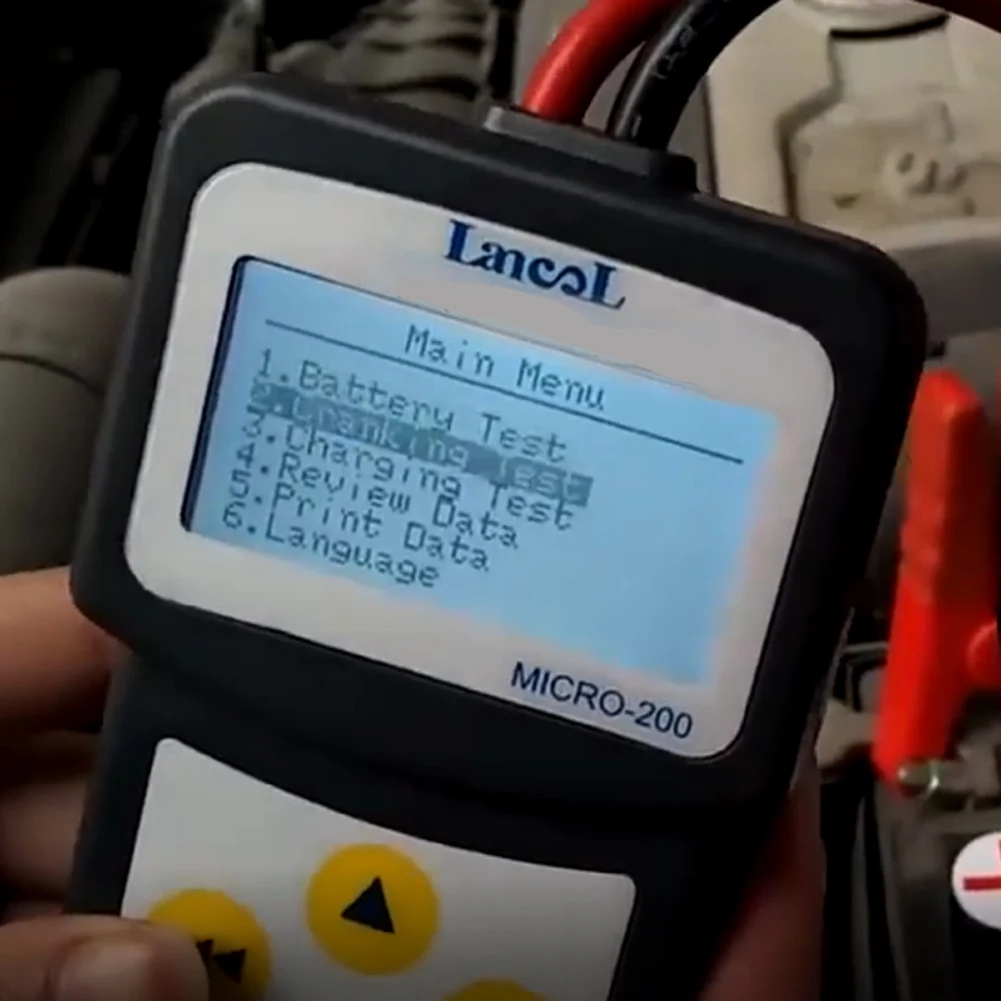 LancoL
Main Menu
1.Battery Test
2.Cranking Test
3.Charging Test
4.Review Data
5.Print Data
6.Language
MICRO-200